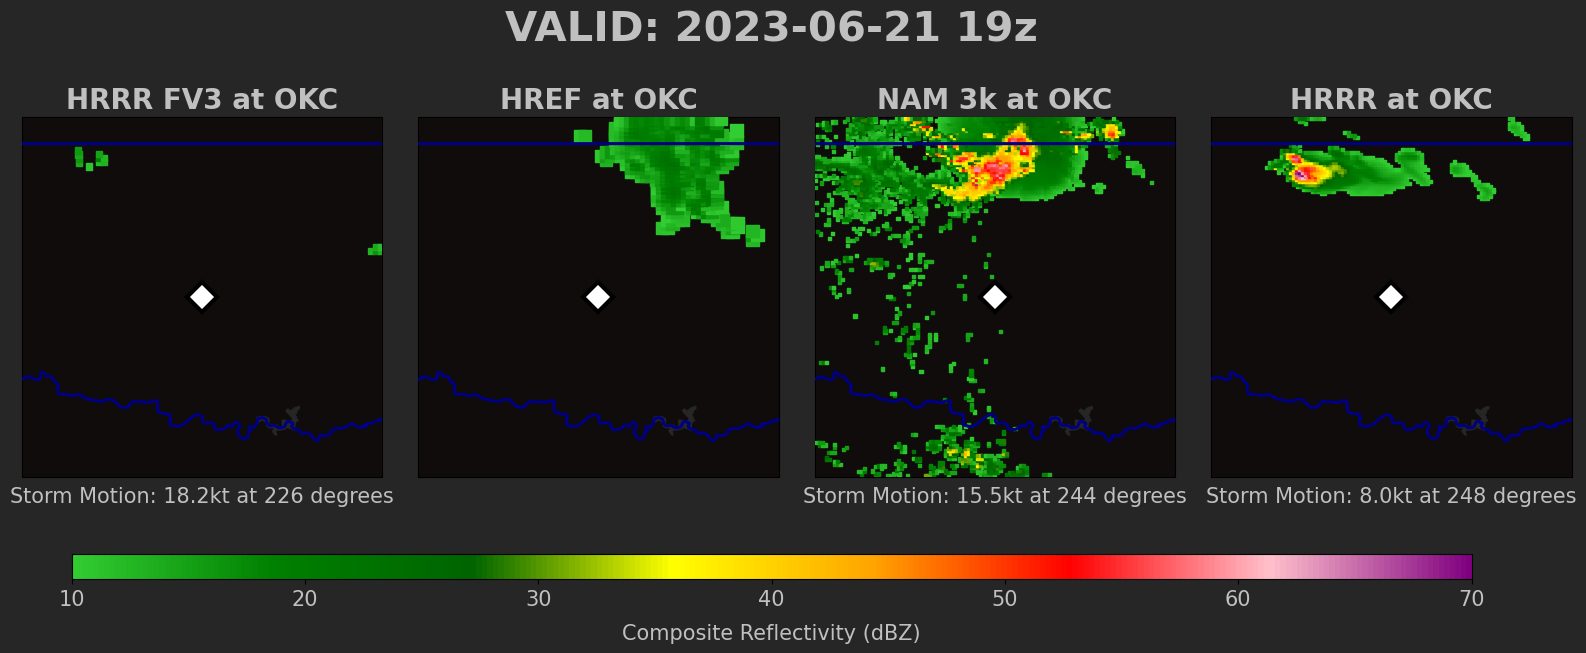 VALID: 2023-06-21 19z
HRRR FV3 at OKC
HREF at OKC
NAM 3k at OKC
HRRR at OKC
Storm Motion: 18.2kt at 226 degrees
Storm Motion: 15.5kt at 244 degrees
Storm Motion: 8.0kt at 248 degrees
10 20 30 40 50 60 70
Composite Reflectivity (dBZ)